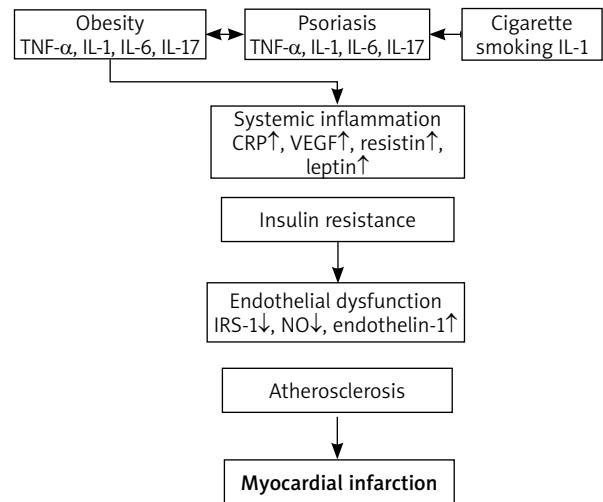 Obesity
TNF-α, IL-1, IL-6, IL-17
Psoriasis
TNF-α, IL-1, IL-6, IL-17
Cigarette
smoking IL-1
Systemic inflammation
CRP↑, VEGF↑, resistin↑,
leptin↑
Insulin resistance
Endothelial dysfunction
IRS-1↓, NO↓, endothelin-1↑
Atherosclerosis
Myocardial infarction